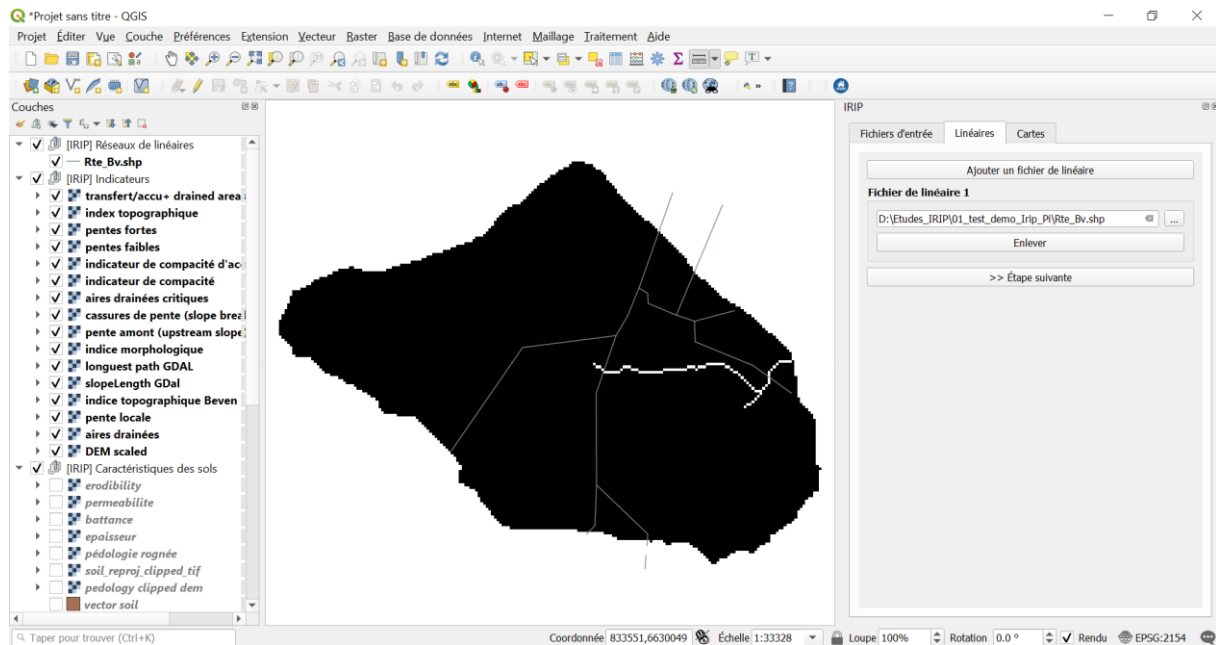 *Projet sans titre - QGIS
Projet Éditer Vue Couche Préférences Extension Vecteur Raster Base de données Internet Maillage Traitement Aide
Couches
[IRIP] Réseaux de linéaires
Rte_Bv.shp
[IRIP] Indicateurs
transfert/accu+ drained area
index topographique
pentes fortes
pentes faibles
indicateur de compacité d'ac
indicateur de compacité
aires drainées critiques
cassures de pente (slope brea
pente amont (upstream slope
indice morphologique
longuest path GDAL
slopeLength GDal
indice topographique Beven
pente locale
aires drainées
DEM scaled
[IRIP] Caractéristiques des sols
erodibility
permeabilite
battance
epaisseur
pédologie rognée
soil_reproj_clipped_tif
pedology clipped dem
vector soil
IRIP
Fichiers d'entrée Linéaires Cartes
Ajouter un fichier de linéaire
Fichier de linéaire 1
D:\Etudes_IRIP\01_test_demo_Irip_PI\Rte_Bv.shp ...
Enlever
>> Étape suivante
Taper pour trouver (Ctrl+K) Coordonnée 833551,6630049 Échelle 1:33328 Loupe 100% Rotation 0.0 ° Rendu EPSG:2154